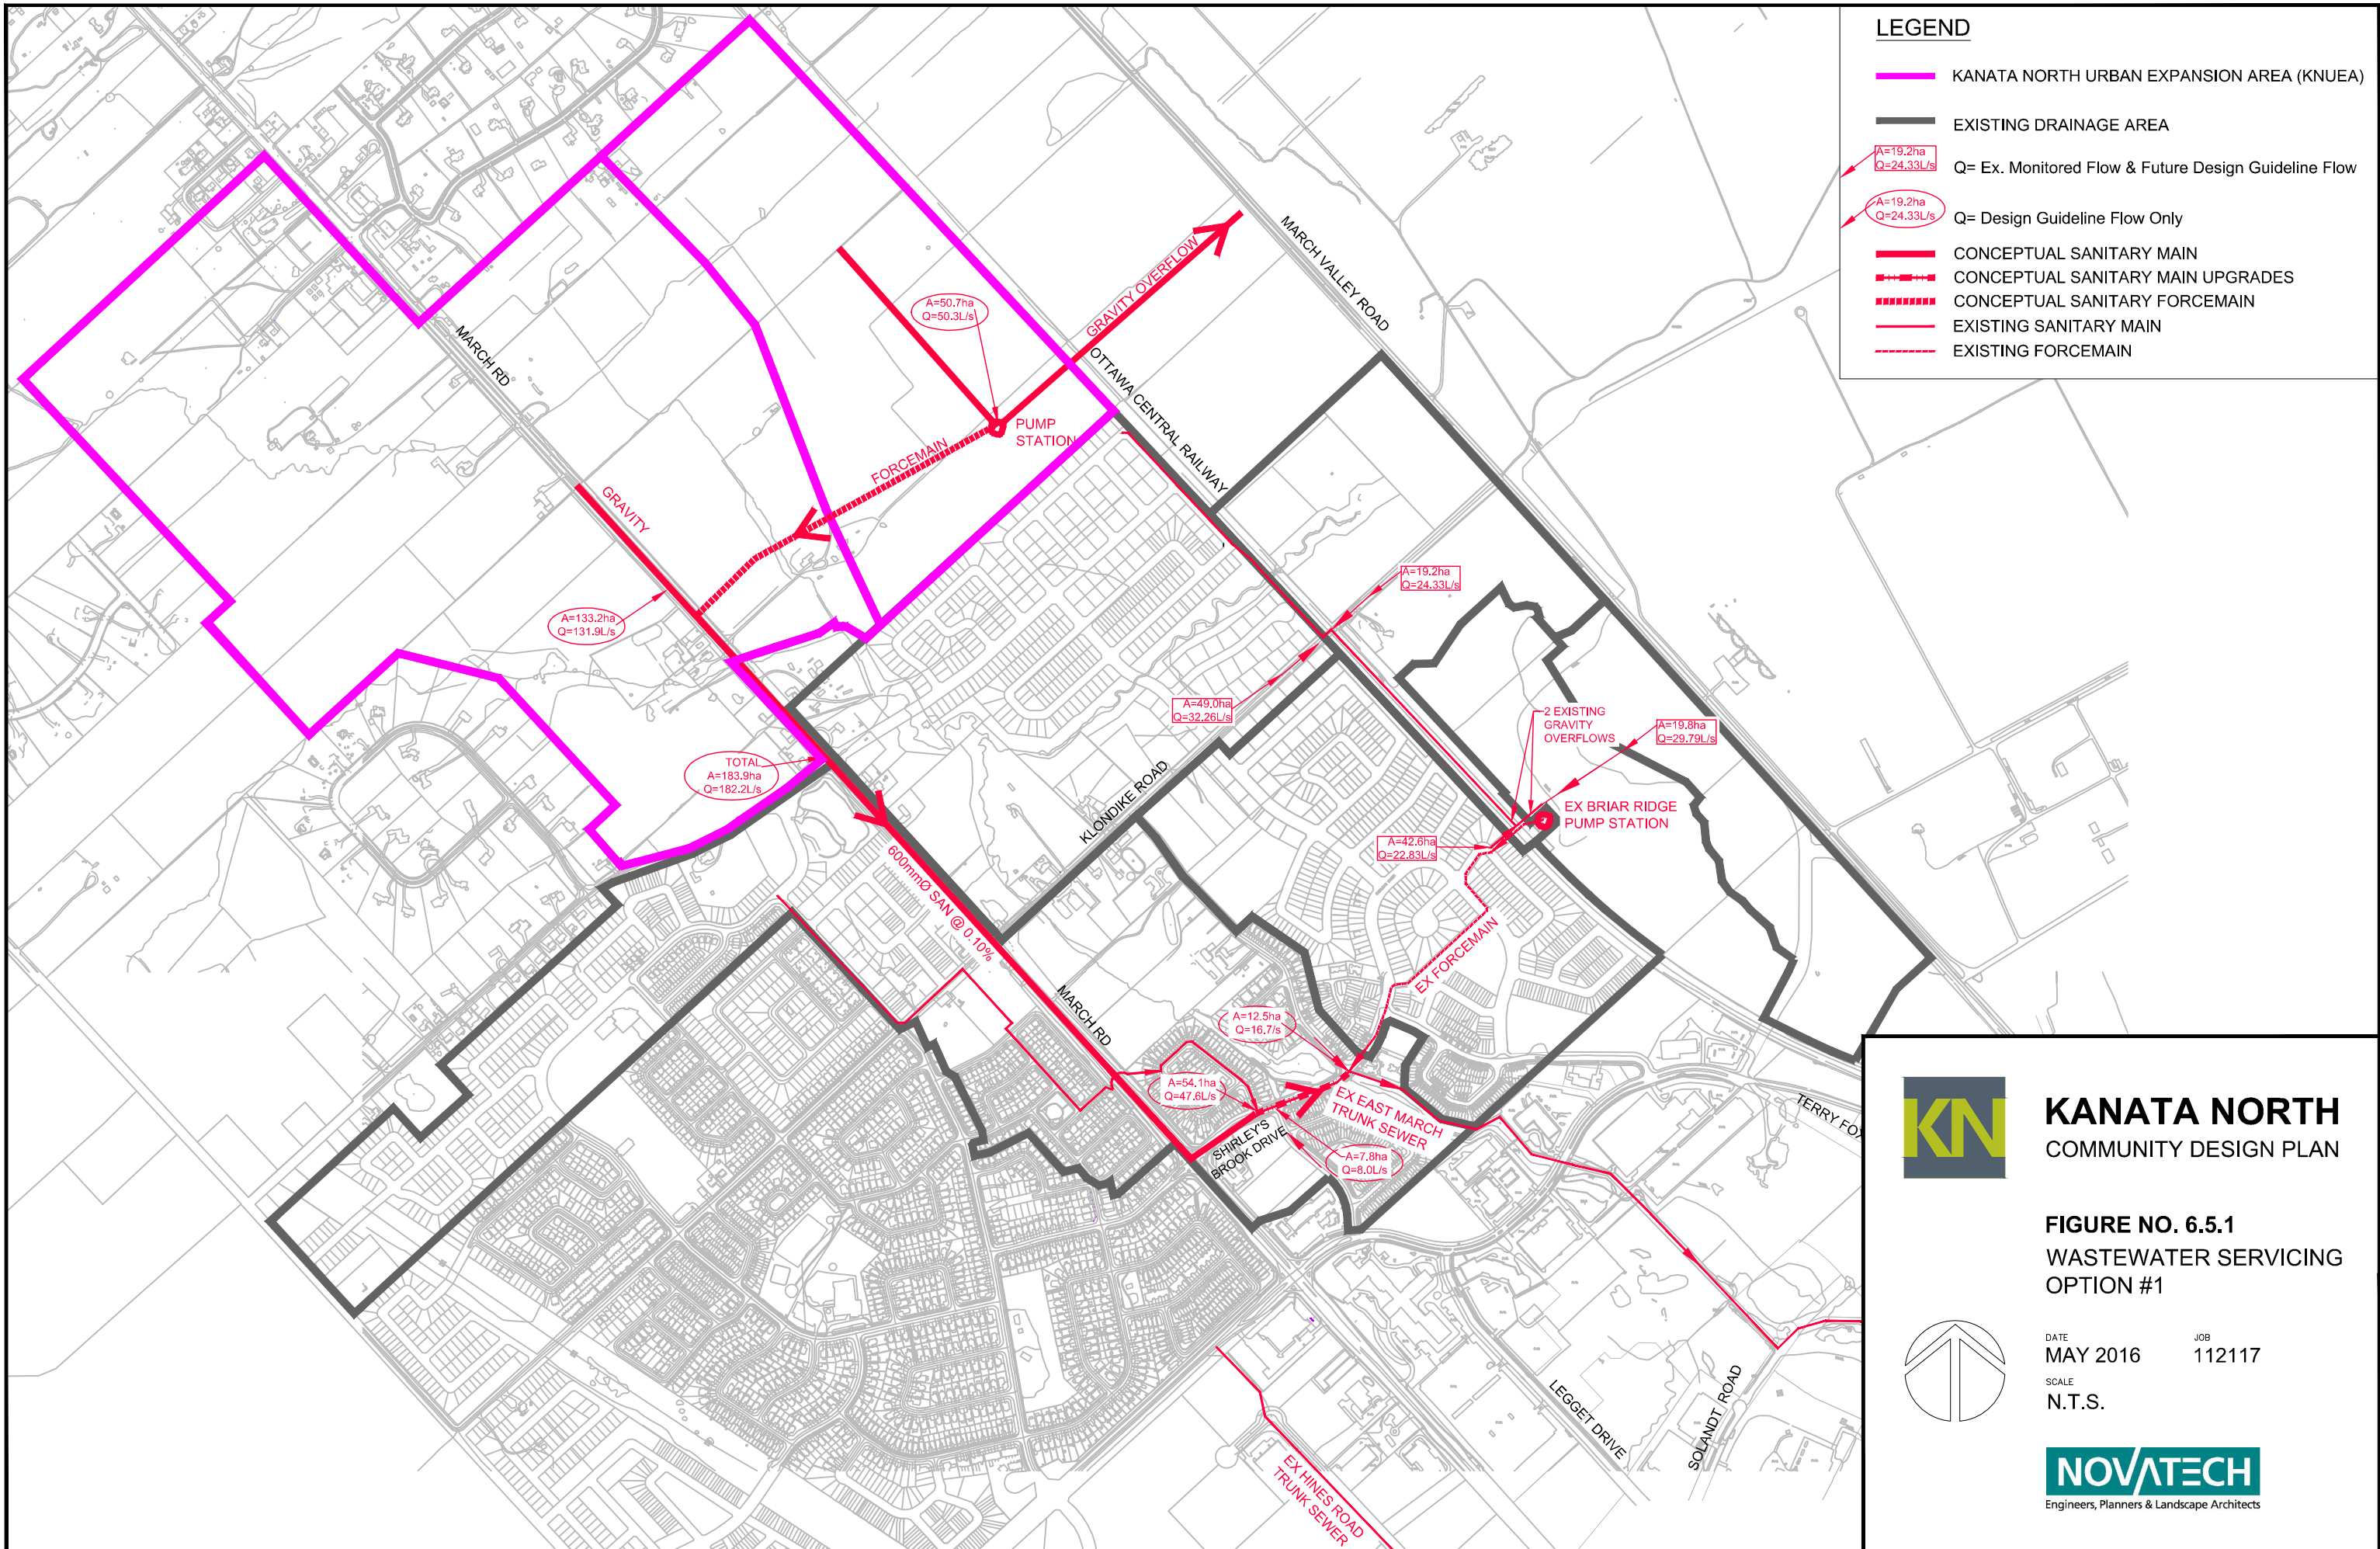 LEGEND
KANATA NORTH URBAN EXPANSION AREA (KNUEA)
EXISTING DRAINAGE AREA
A=19.2ha
Q=24.33L/s
Q= Ex. Monitored Flow & Future Design Guideline Flow
A=19.2ha
Q=24.33L/s
Q= Design Guideline Flow Only
CONCEPTUAL SANITARY MAIN
CONCEPTUAL SANITARY MAIN UPGRADES
CONCEPTUAL SANITARY FORCEMAIN
EXISTING SANITARY MAIN
EXISTING FORCEMAIN
MARCH VALLEY ROAD
GRAVITY OVERFLOW
A=50.7ha
Q=50.3L/s
MARCH RD
OTTAWA CENTRAL RAILWAY
PUMP
STATION
FORCEMAIN
GRAVITY
A=19.2ha
Q=24.33L/s
A=133.2ha
Q=131.9L/s
A=49.0ha
Q=32.26L/s
2 EXISTING
GRAVITY
OVERFLOWS
A=19.8ha
Q=29.79L/s
TOTAL
A=183.9ha
Q=182.2L/s
KLONDIKE ROAD
EX BRIAR RIDGE
PUMP STATION
A=42.6ha
Q=22.83L/s
600mmØ SAN @ 0.10%
EX FORCEMAIN
MARCH RD
A=12.5ha
Q=16.7/s
A=54.1ha
Q=47.6L/s
EX EAST MARCH
TRUNK SEWER
SHIRLEY'S
BROOK DRIVE
A=7.8ha
Q=8.0L/s
TERRY FOX
LEGGET DRIVE
SOLANDT ROAD
EX HINES ROAD
TRUNK SEWER
KN
KANATA NORTH
COMMUNITY DESIGN PLAN
FIGURE NO. 6.5.1
WASTEWATER SERVICING
OPTION #1
DATE
MAY 2016
JOB
112117
SCALE
N.T.S.
NOVATECH
Engineers, Planners & Landscape Architects